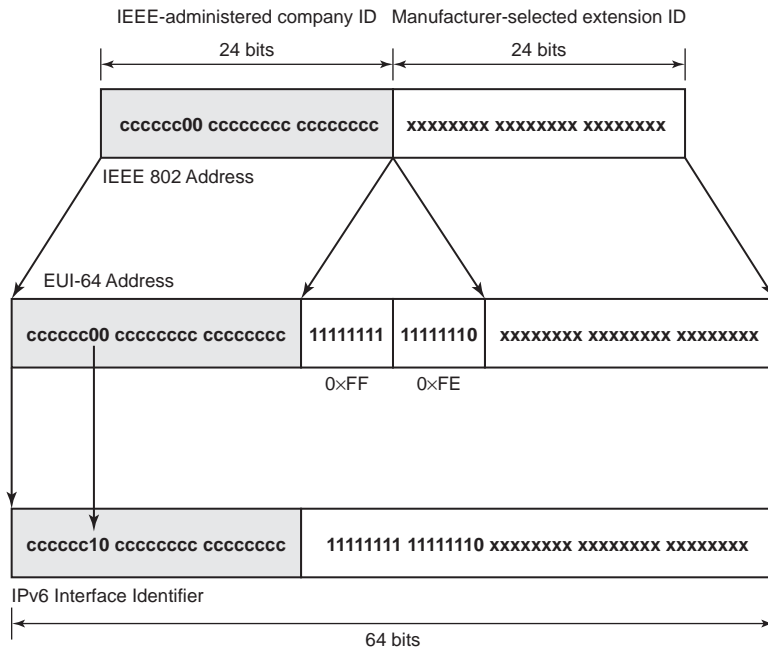 IEEE-administered company ID Manufacturer-selected extension ID
24 bits 24 bits
cccccc00 cccccccc cccccccc xxxxxxxx xxxxxxxx xxxxxxxx
IEEE 802 Address
EUI-64 Address
cccccc00 cccccccc cccccccc 11111111 11111110 xxxxxxxx xxxxxxxx xxxxxxxx
0×FF 0×FE
cccccc10 cccccccc cccccccc 11111111 11111110 xxxxxxxx xxxxxxxx xxxxxxxx
IPv6 Interface Identifier
64 bits